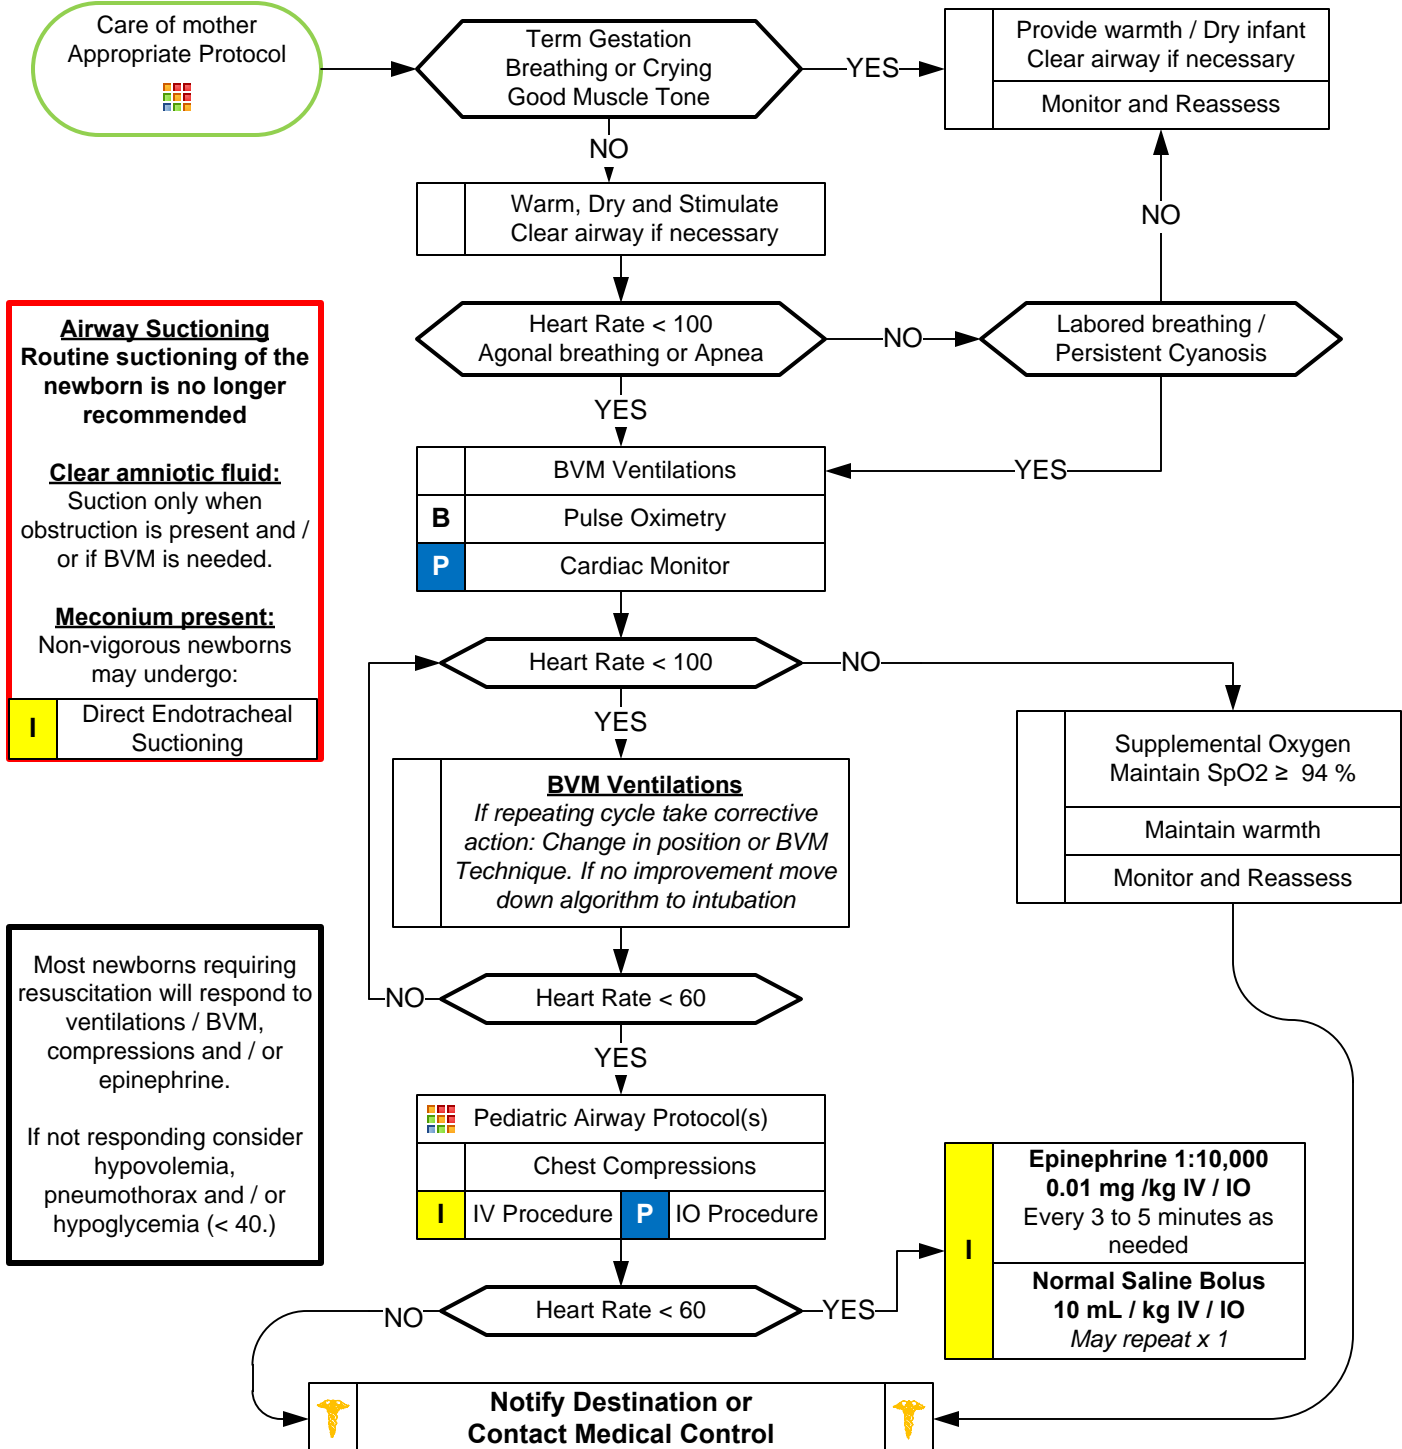 Care of mother
Appropriate Protocol
Term Gestation
Breathing or Crying
Good Muscle Tone
YES
Provide warmth / Dry infant
Clear airway if necessary
Monitor and Reassess
NO
Warm, Dry and Stimulate
Clear airway if necessary
NO
Heart Rate < 100
Agonal breathing or Apnea
NO
Labored breathing /
Persistent Cyanosis
YES
YES
BVM Ventilations
B
Pulse Oximetry
P
Cardiac Monitor
Airway Suctioning
Routine suctioning of the
newborn is no longer
recommended
Clear amniotic fluid:
Suction only when
obstruction is present and /
or if BVM is needed.
Meconium present:
Non-vigorous newborns
may undergo:
I
Direct Endotracheal
Suctioning
Heart Rate < 100
NO
YES
Supplemental Oxygen
Maintain SpO2 ≥ 94 %
Maintain warmth
Monitor and Reassess
BVM Ventilations
If repeating cycle take corrective
action: Change in position or BVM
Technique. If no improvement move
down algorithm to intubation
NO
Heart Rate < 60
YES
Most newborns requiring
resuscitation will respond to
ventilations / BVM,
compressions and / or
epinephrine.
If not responding consider
hypovolemia,
pneumothorax and / or
hypoglycemia (< 40.)
Pediatric Airway Protocol(s)
Chest Compressions
I
IV Procedure
P
IO Procedure
NO
Heart Rate < 60
YES
I
Epinephrine 1:10,000
0.01 mg /kg IV / IO
Every 3 to 5 minutes as
needed
Normal Saline Bolus
10 mL / kg IV / IO
May repeat x 1
Notify Destination or
Contact Medical Control